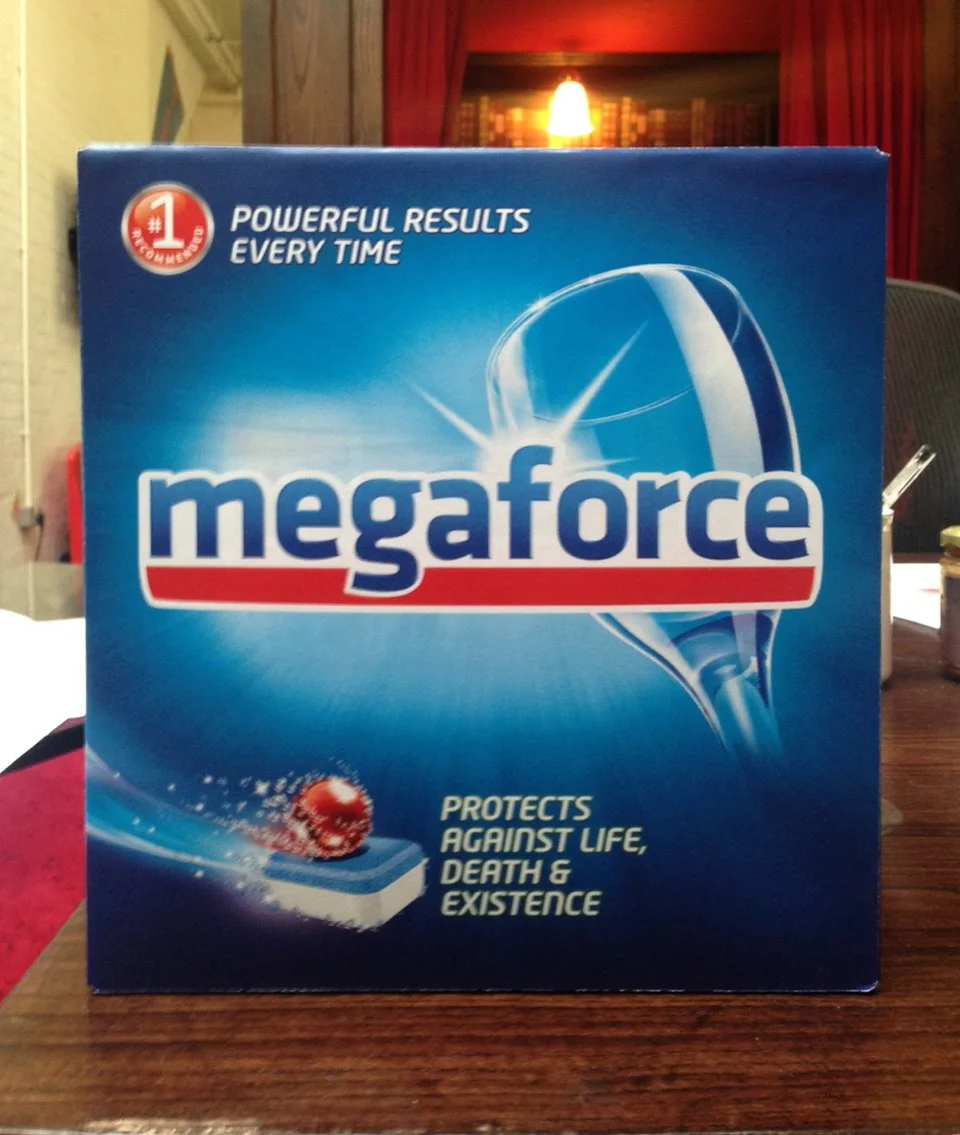 #1
RECOMMENDED
POWERFUL RESULTS
EVERY TIME
megaforce
PROTECTS
AGAINST LIFE,
DEATH &
EXISTENCE